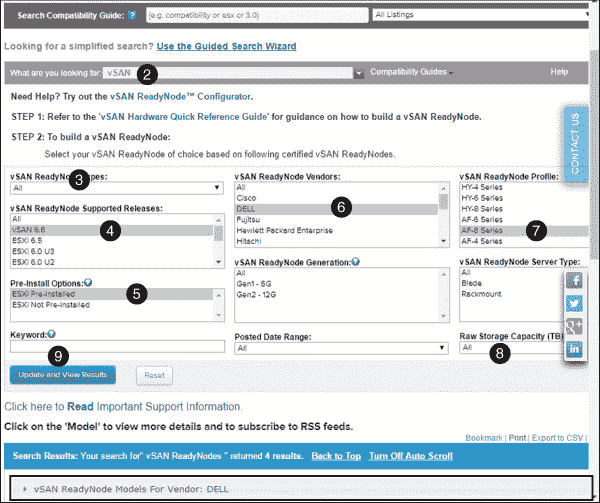 Search Compatibility Guide: ? (e.g. compatibility or esx or 3.0) All Listings
Looking for a simplified search? Use the Guided Search Wizard
What are you looking for vSAN 2 Compatibility Guides Help
Need Help? Try out the vSAN ReadyNode™ Configurator.
STEP 1: Refer to the 'vSAN Hardware Quick Reference Guide' for guidance on how to build a vSAN ReadyNode.
STEP 2: To build a vSAN ReadyNode:
Select your vSAN ReadyNode of choice based on following certified vSAN ReadyNodes.
CONTACT US
vSAN ReadyNode 3 ypes:
All
vSAN ReadyNode Supported Releases:
All
vSAN 6.6 4
ESXi 6.5
ESXi 6.0 U3
ESXi 6.0 U2
Pre-Install Options:
ESXi Pre-installed 5
ESXi Not Pre-installed
Keyword:
9
Update and View Results Reset
vSAN ReadyNode Vendors:
All
Cisco
DELL 6
Fujitsu
Hewlett Packard Enterprise
Hitachi
vSAN ReadyNode Generation:
All
Gen1 - 6G
Gen2 - 12G
Posted Date Range:
All
vSAN ReadyNode Profile:
HY-4 Series
HY-6 Series
HY-8 Series
AF-6 Series
AF-8 Series 7
AF-4 Series
vSAN ReadyNode Server Type:
All
Blade
Rackmount
Raw Storage Capacity (TB)
All 8
f
g+
in
Click here to Read Important Support Information.
Click on the 'Model' to view more details and to subscribe to RSS feeds.
Bookmark | Print | Export to CSV |
Search Results: Your search for" vSAN ReadyNodes " returned 4 results. Back to Top Turn Off Auto Scroll
vSAN ReadyNode Models For Vendor: DELL